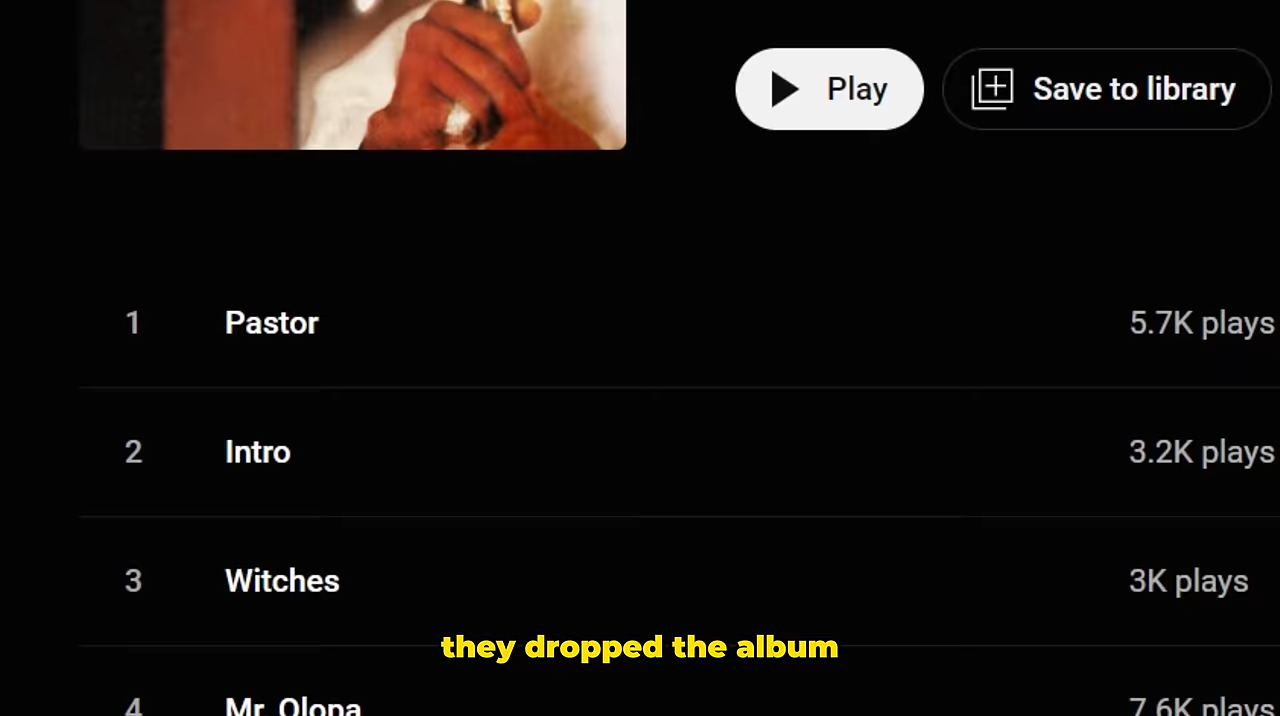 Play
Save to library
1 Pastor 5.7K plays
2 Intro 3.2K plays
3 Witches 3K plays
they dropped the album
4 Mr. Olopa 7.6K plays